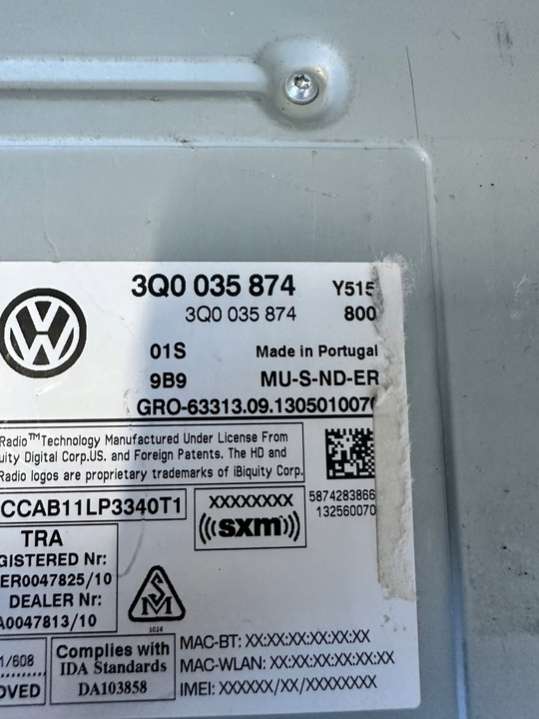 3Q0 035 874 Y515
3Q0 035 874 800
01S Made in Portugal
9B9 MU-S-ND-ER
GRO-63313.09.1305010070
Radio™Technology Manufactured Under License From
uity Digital Corp.US. and Foreign Patents. The HD and
Radio logos are proprietary trademarks of iBiquity Corp.
CCAB11LP3340T1
XXXXXXXX
sxm
5874283866
132560070
TRA
GISTERED Nr:
ER0047825/10
DEALER Nr:
A0047813/10
1024
1/608
OVED
Complies with
IDA Standards
DA103858
MAC-BT: XX:XX:XX:XX:XX:XX
MAC-WLAN: XX:XX:XX:XX:XX:XX
IMEI: XXXXXX/XX/XXXXXXXX